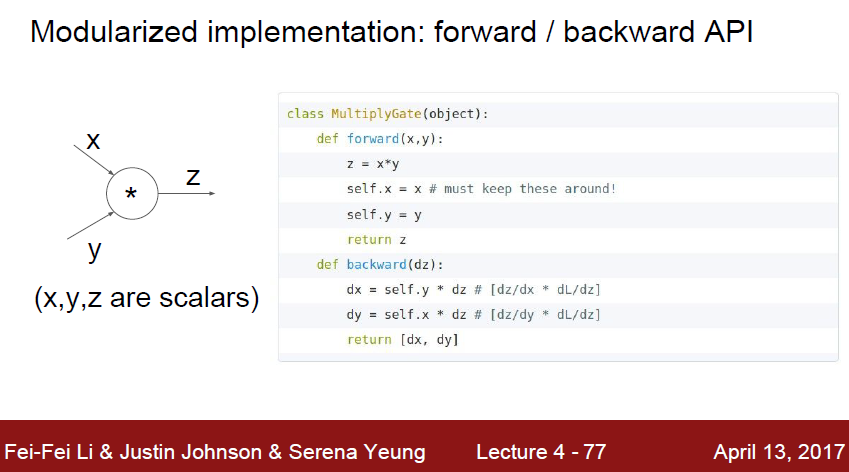 Modularized implementation: forward / backward API
x
z
*
y
(x,y,z are scalars)
class MultiplyGate(object):
    def forward(x,y):
        z = x*y
        self.x = x # must keep these around!
        self.y = y
        return z
    def backward(dz):
        dx = self.y * dz # [dz/dx * dL/dz]
        dy = self.x * dz # [dz/dy * dL/dz]
        return [dx, dy]
Fei-Fei Li & Justin Johnson & Serena Yeung Lecture 4 - 77 April 13, 2017